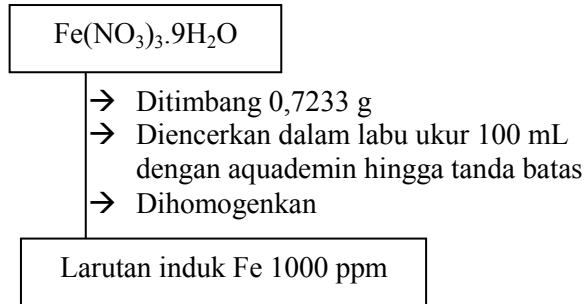 Fe(NO₃)₃.9H₂O
→ Ditimbang 0,7233 g
→ Diencerkan dalam labu ukur 100 mL
dengan aquademin hingga tanda batas
→ Dihomogenkan
Larutan induk Fe 1000 ppm